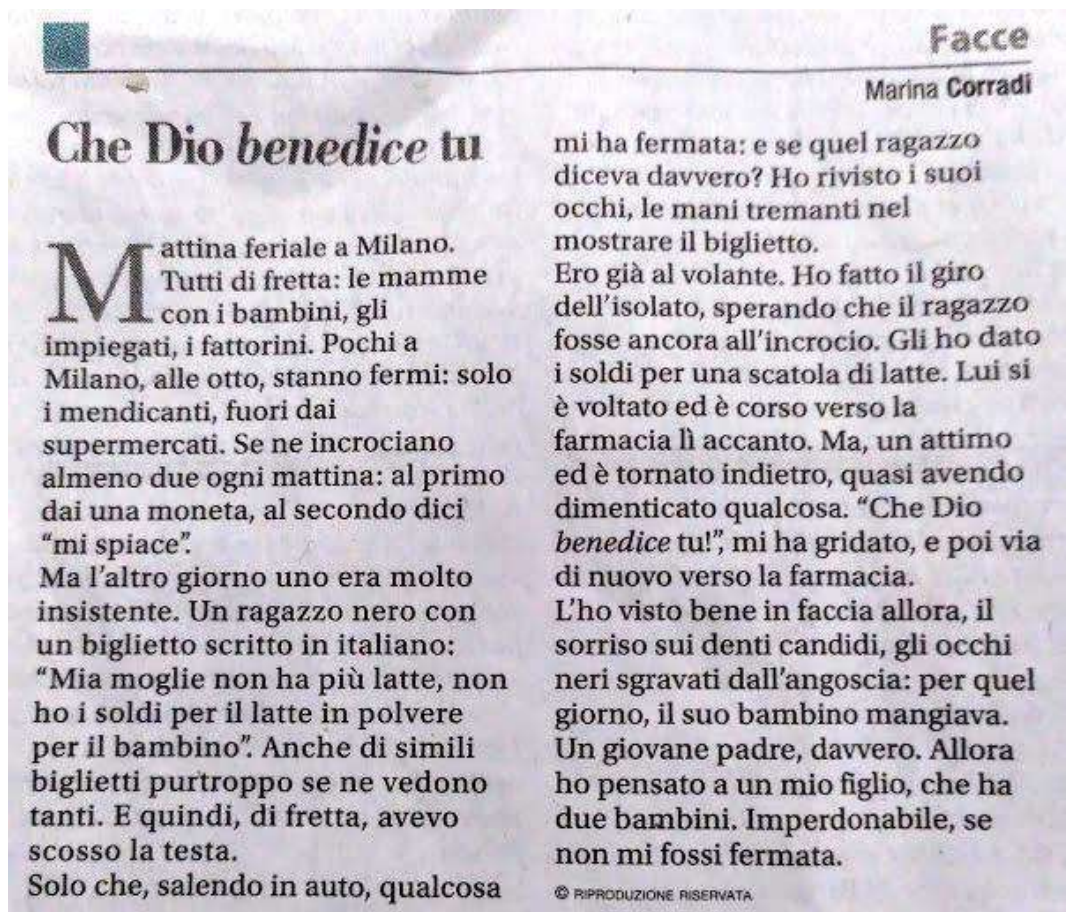 Facce
Marina Corradi
Che Dio benedice tu
Mattina feriale a Milano.
Tutti di fretta: le mamme
con i bambini, gli
impiegati, i fattorini. Pochi a
Milano, alle otto, stanno fermi: solo
i mendicanti, fuori dai
supermercati. Se ne incrociano
almeno due ogni mattina: al primo
dai una moneta, al secondo dici
“mi spiace”.
Ma l’altro giorno uno era molto
insistente. Un ragazzo nero con
un biglietto scritto in italiano:
“Mia moglie non ha più latte, non
ho i soldi per il latte in polvere
per il bambino”. Anche di simili
biglietti purtroppo se ne vedono
tanti. E quindi, di fretta, avevo
scosso la testa.
Solo che, salendo in auto, qualcosa
mi ha fermata: e se quel ragazzo
diceva davvero? Ho rivisto i suoi
occhi, le mani tremanti nel
mostrare il biglietto.
Ero già al volante. Ho fatto il giro
dell’isolato, sperando che il ragazzo
fosse ancora all’incrocio. Gli ho dato
i soldi per una scatola di latte. Lui si
è voltato ed è corso verso la
farmacia lì accanto. Ma, un attimo
ed è tornato indietro, quasi avendo
dimenticato qualcosa. “Che Dio
benedice tu!”, mi ha gridato, e poi via
di nuovo verso la farmacia.
L’ho visto bene in faccia allora, il
sorriso sui denti candidi, gli occhi
neri sgravati dall’angoscia: per quel
giorno, il suo bambino mangiava.
Un giovane padre, davvero. Allora
ho pensato a un mio figlio, che ha
due bambini. Imperdonabile, se
non mi fossi fermata.
© RIPRODUZIONE RISERVATA